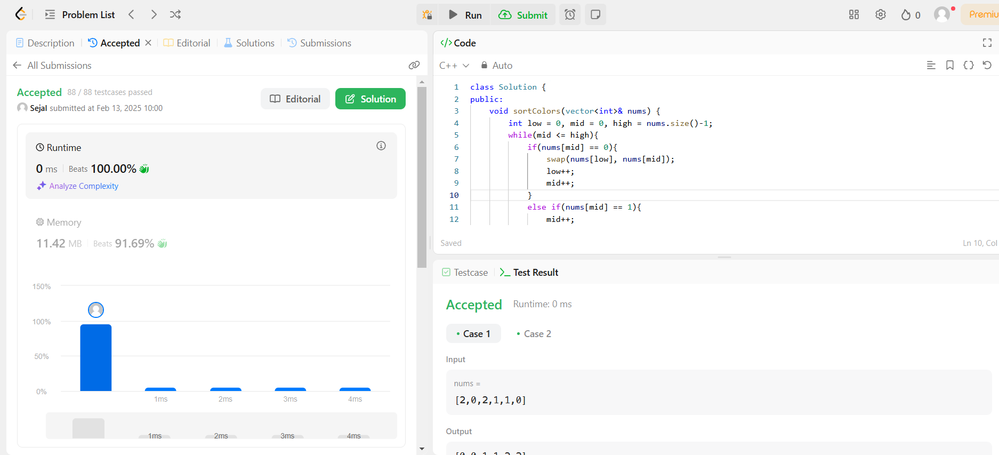 Problem List
Run
Submit
0
Premiu
Description
Accepted
Editorial
Solutions
Submissions
All Submissions
Accepted 88 / 88 testcases passed
Sejal submitted at Feb 13, 2025 10:00
Editorial
Solution
Runtime
0 ms Beats 100.00%
Analyze Complexity
Memory
11.42 MB Beats 91.69%
150%
100%
50%
0%
1ms 2ms 3ms 4ms
1ms 2ms 3ms 4ms
</> Code
C++ Auto
1 class Solution {
2 public:
3 void sortColors(vector<int>& nums) {
4 int low = 0, mid = 0, high = nums.size()-1;
5 while(mid <= high){
6 if(nums[mid] == 0){
7 swap(nums[low], nums[mid]);
8 low++;
9 mid++;
10 }
11 else if(nums[mid] == 1){
12 mid++;
Saved
Ln 10, Col
Testcase
Test Result
Accepted Runtime: 0 ms
Case 1
Case 2
Input
nums =
[2,0,2,1,1,0]
Output
[0,0,1,1,2,2]